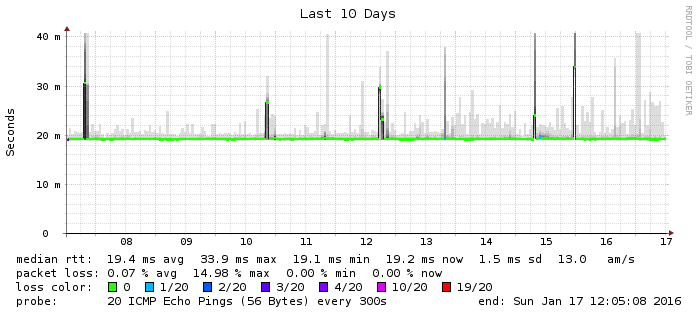 Last 10 Days
RRDTOOL / TOBI OETIKER
Seconds
40 m
30 m
20 m
10 m
0
08 09 10 11 12 13 14 15 16 17
median rtt: 19.4 ms avg 33.9 ms max 19.1 ms min 19.2 ms now 1.5 ms sd 13.0 am/s
packet loss: 0.07 % avg 14.98 % max 0.00 % min 0.00 % now
loss color: 0 1/20 2/20 3/20 4/20 10/20 19/20
probe: 20 ICMP Echo Pings (56 Bytes) every 300s end: Sun Jan 17 12:05:08 2016